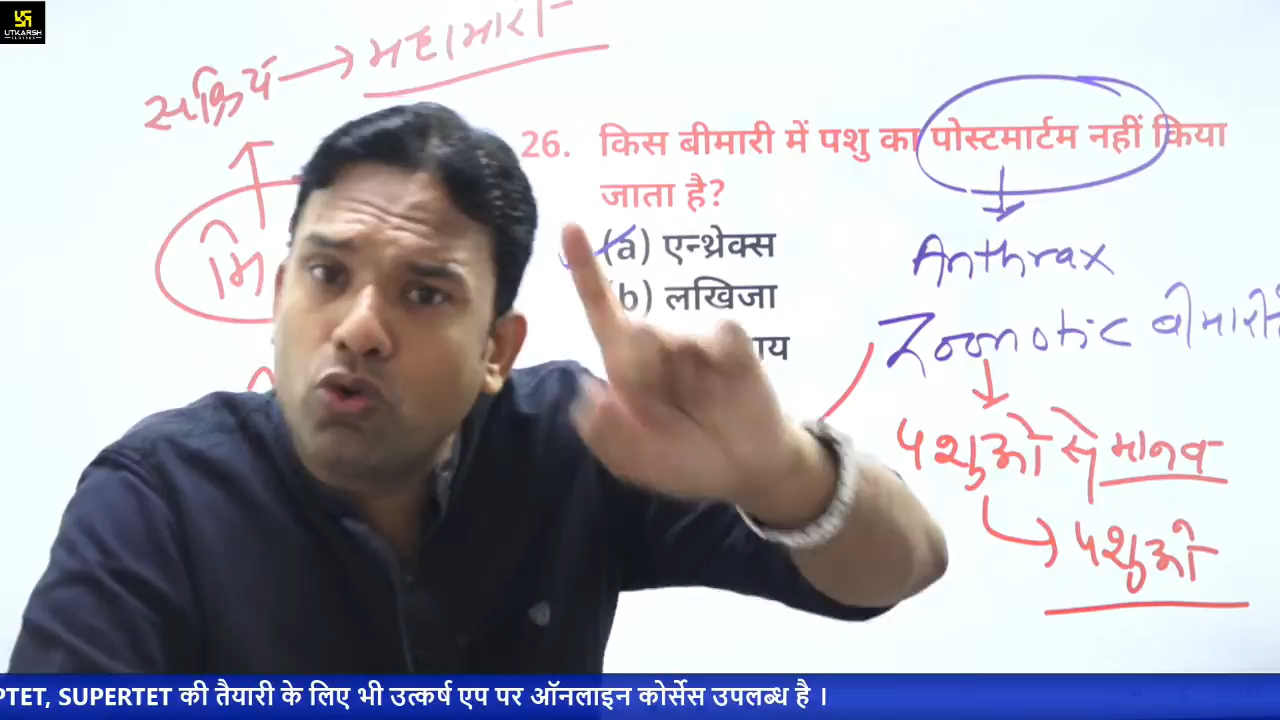 UTKARSH
CLASSES
सक्रिय → महामारी
26. किस बीमारी में पशु का पोस्टमार्टम नहीं किया
जाता है?
(a) एन्थ्रेक्स
(b) लखिजा
Anthrax
Zoonotic
पशुओं से मानव
पशुओं
PTET, SUPERTET की तैयारी के लिए भी उत्कर्ष एप पर ऑनलाइन कोर्सेस उपलब्ध है ।